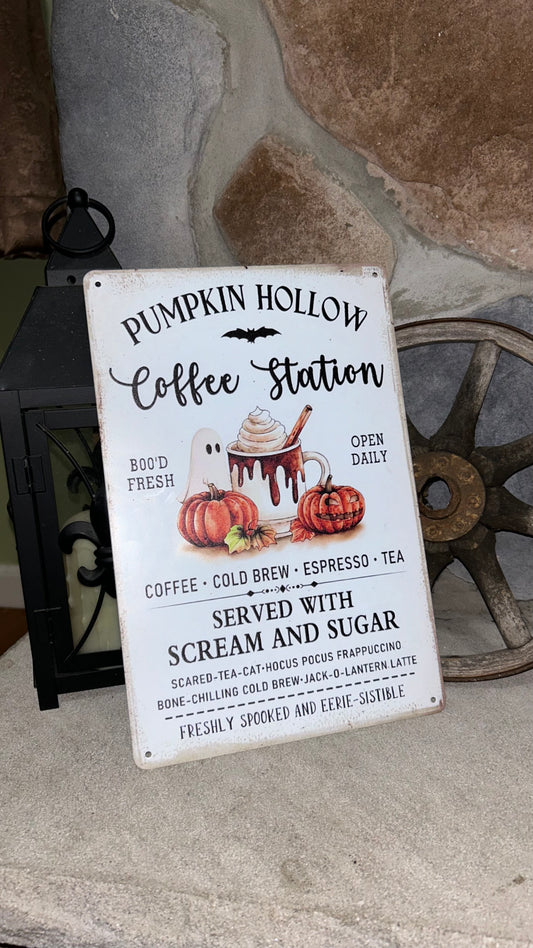 PUMPKIN HOLLOW
Coffee Station
BOO'D
FRESH
OPEN
DAILY
COFFEE • COLD BREW • ESPRESSO • TEA
SERVED WITH
SCREAM AND SUGAR
SCARED-TEA-CAT•HOCUS POCUS FRAPPUCCINO
BONE-CHILLING COLD BREW•JACK-O-LANTERN LATTE
FRESHLY SPOOKED AND EERIE-SISTIBLE